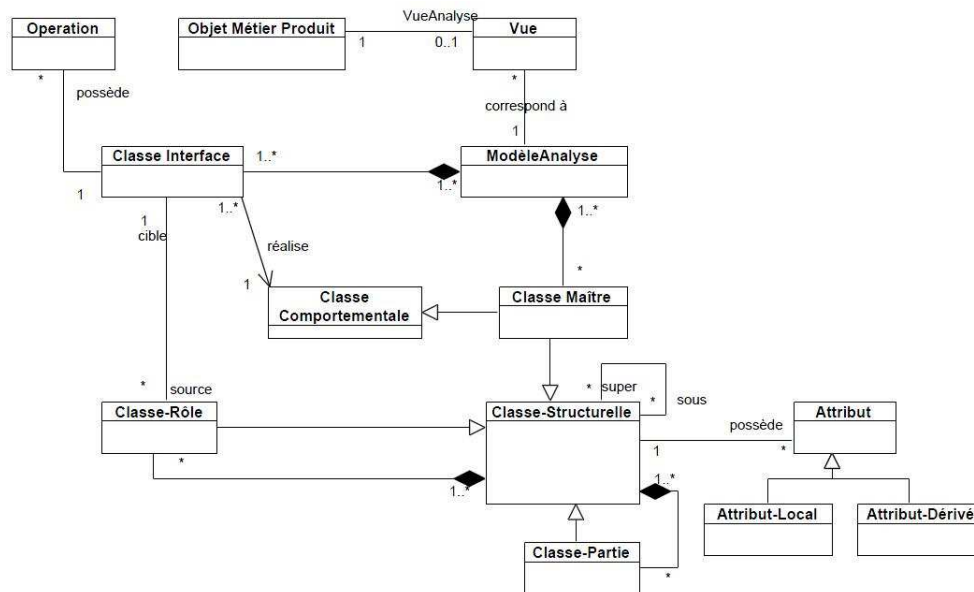 VueAnalyse
Operation
Objet Métier Produit
Vue
1
0..1
*
*
possède
correspond à
1
Classe Interface
1..*
ModèleAnalyse
1..*
1
1..*
1..*
1
cible
réalise
*
1
Classe
Comportementale
Classe Maître
*
source
*
super
*
sous
Classe-Rôle
Classe-Structurelle
Attribut
possède
1
*
*
1..*
1..*
Attribut-Local
Attribut-Dérivé
Classe-Partie
*